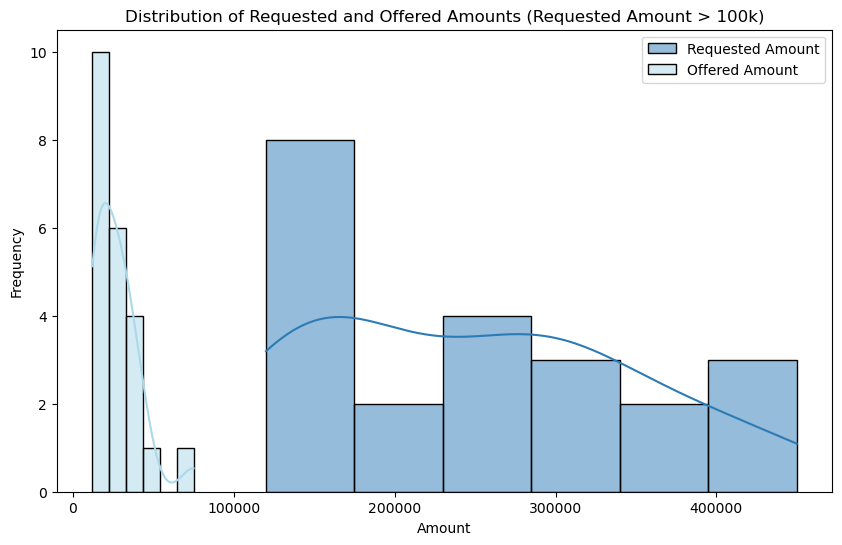 Distribution of Requested and Offered Amounts (Requested Amount > 100k)
Requested Amount
Offered Amount
Frequency
10
8
6
4
2
0
0
100000
200000
300000
400000
Amount